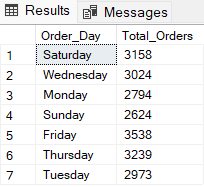 Results Messages
Order_Day Total_Orders
1 Saturday 3158
2 Wednesday 3024
3 Monday 2794
4 Sunday 2624
5 Friday 3538
6 Thursday 3239
7 Tuesday 2973